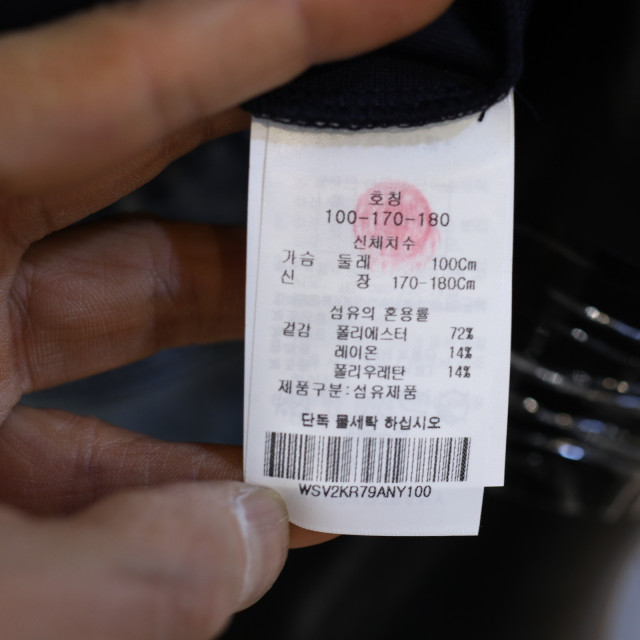 호칭
100-170-180
신체치수
가슴 둘레 100Cm
신 장 170-180Cm
섬유의 혼용률
겉감 폴리에스터 72%
레이온 14%
폴리우레탄 14%
제품구분:섬유제품
단독 물세탁 하십시오
WSV2KR79ANY100